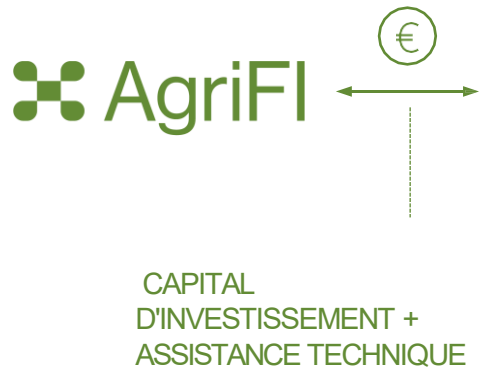 €
AgriFI
CAPITAL
D'INVESTISSEMENT +
ASSISTANCE TECHNIQUE